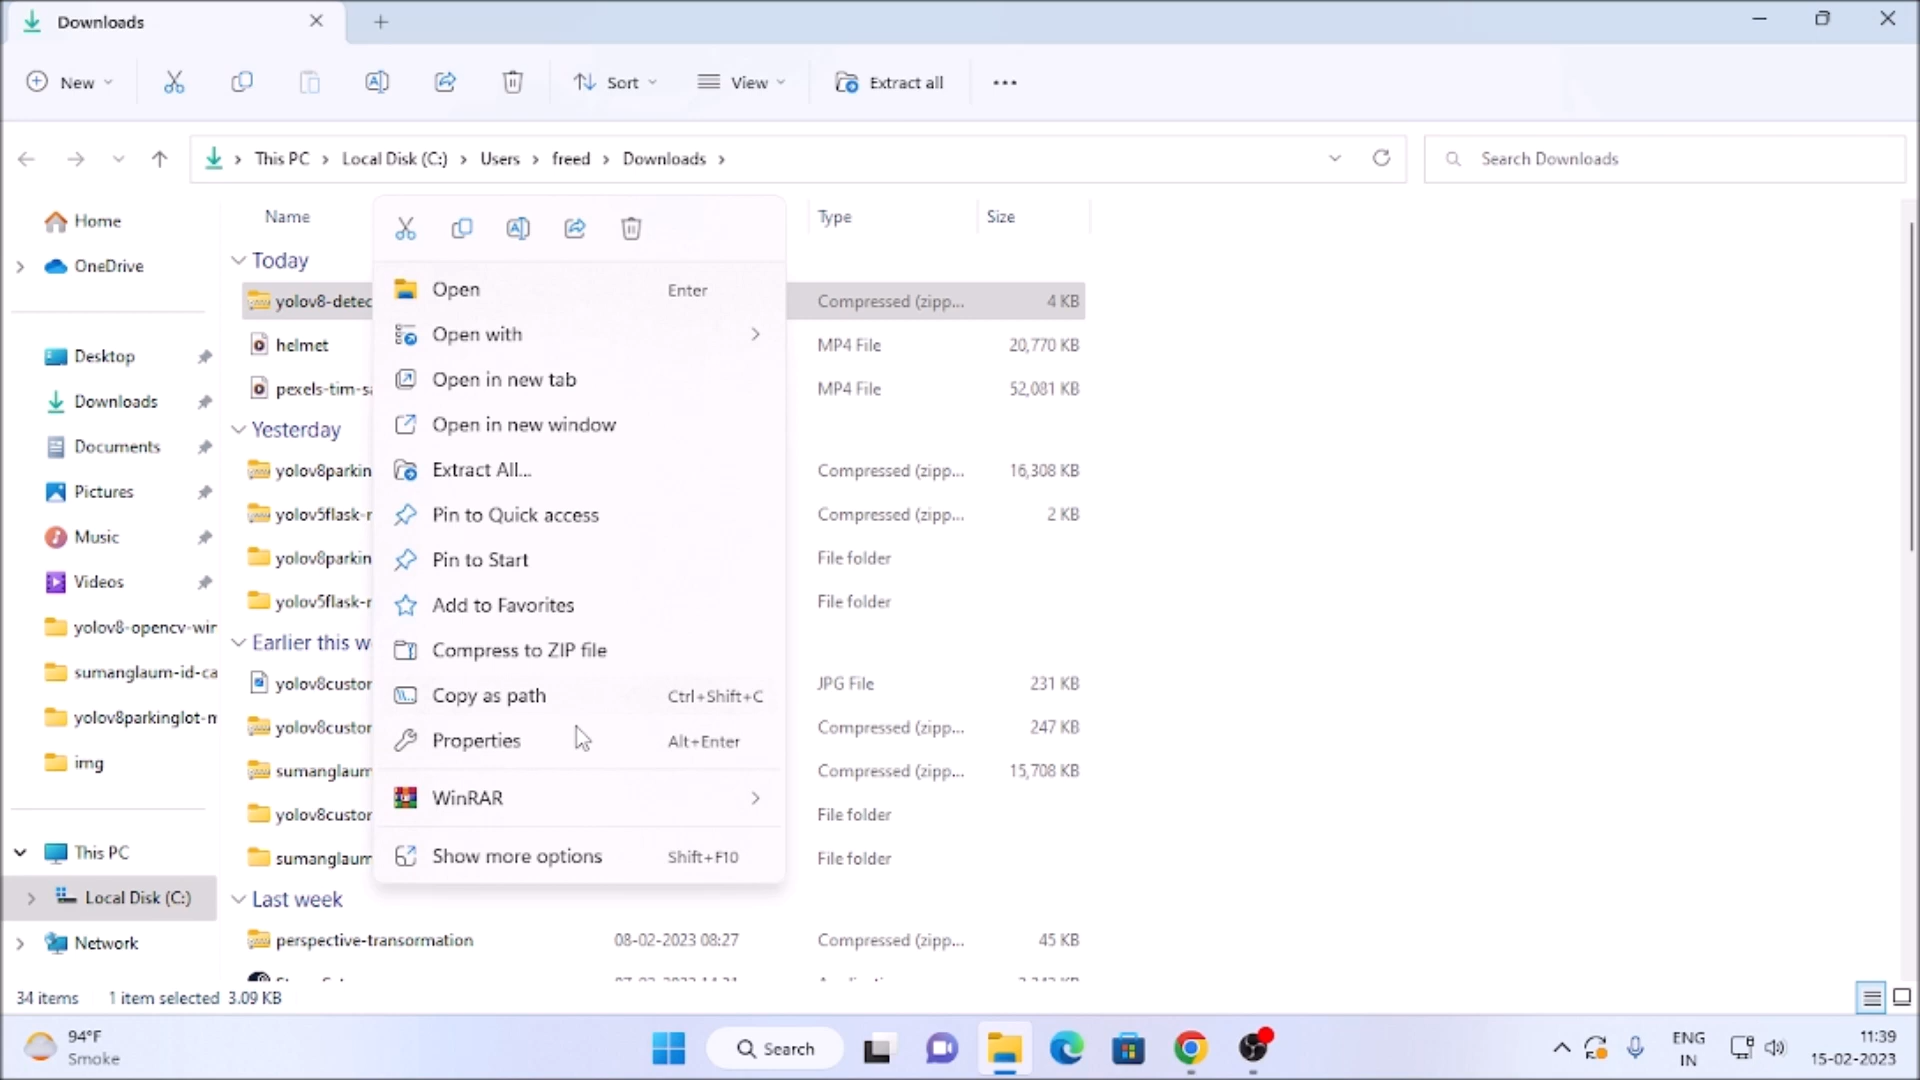 Downloads
New
Sort
View
Extract all
This PC
Local Disk (C:)
Users
freed
Downloads
Search Downloads
Name
Type
Size
Home
OneDrive
Desktop
Downloads
Documents
Pictures
Music
Videos
yolov8-opencv-wir
sumanglaum-id-ca
yolov8parkinglot-m
img
This PC
Local Disk (C:)
Network
Today
yolov8-detec
Compressed (zipp...
4 KB
helmet
MP4 File
20,770 KB
pexels-tim-sa
MP4 File
52,081 KB
Yesterday
yolov8parkin
Compressed (zipp...
16,308 KB
yolov5flask-r
Compressed (zipp...
2 KB
yolov8parkin
File folder
yolov5flask-r
File folder
Earlier this w
yolov8custor
JPG File
231 KB
yolov8custor
Compressed (zipp...
247 KB
sumanglaum
Compressed (zipp...
15,708 KB
yolov8custor
File folder
sumanglaum
File folder
Last week
perspective-transormation
08-02-2023 08:27
Compressed (zipp...
45 KB
Open
Enter
Open with
Open in new tab
Open in new window
Extract All...
Pin to Quick access
Pin to Start
Add to Favorites
Compress to ZIP file
Copy as path
Ctrl+Shift+C
Properties
Alt+Enter
WinRAR
Show more options
Shift+F10
34 items
1 item selected 3.09 KB
94°F
Smoke
Search
ENG
IN
11:39
15-02-2023